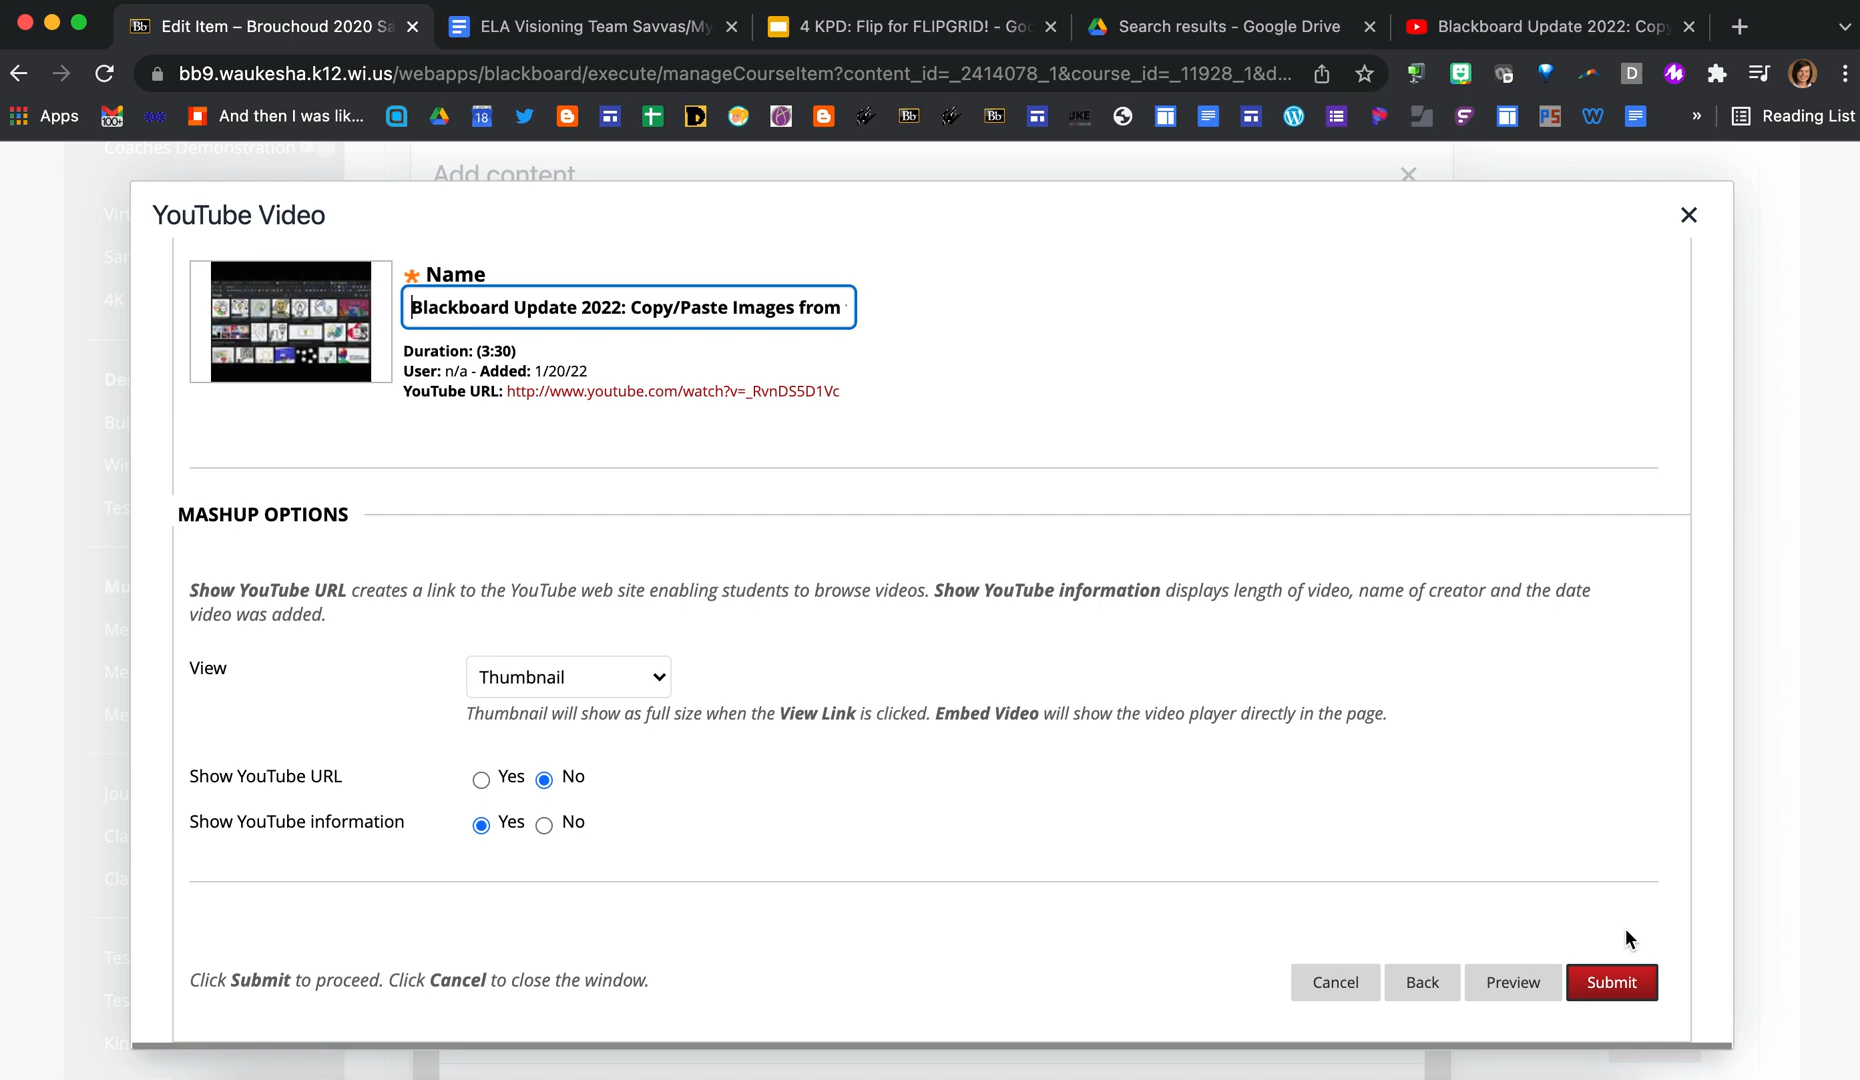 Edit Item – Brouchoud 2020 Sa
ELA Visioning Team Savvas/My
4 KPD: Flip for FLIPGRID! - Goo
Search results - Google Drive
Blackboard Update 2022: Copy
bb9.waukesha.k12.wi.us/webapps/blackboard/execute/manageCourseItem?content_id=_2414078_1&course_id=_11928_1&d...
Apps
And then I was lik...
Reading List
Coaches Demonstration
Add content
YouTube Video
* Name
Blackboard Update 2022: Copy/Paste Images from
Duration: (3:30)
User: n/a - Added: 1/20/22
YouTube URL: http://www.youtube.com/watch?v=_RvnDS5D1Vc
MASHUP OPTIONS
Show YouTube URL creates a link to the YouTube web site enabling students to browse videos. Show YouTube information displays length of video, name of creator and the date
video was added.
View
Thumbnail
Thumbnail will show as full size when the View Link is clicked. Embed Video will show the video player directly in the page.
Show YouTube URL
Yes No
Show YouTube information
Yes No
Click Submit to proceed. Click Cancel to close the window.
Cancel Back Preview Submit